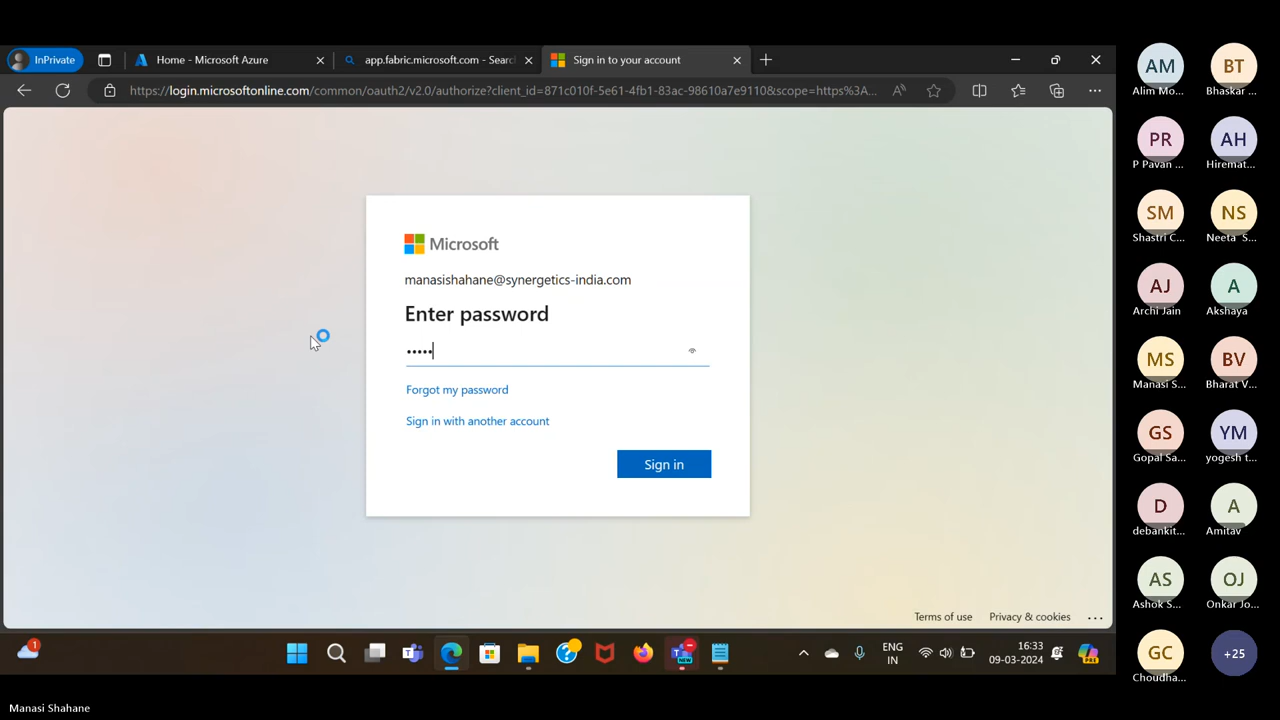 InPrivate
Home - Microsoft Azure
app.fabric.microsoft.com - Searc
Sign in to your account
https://login.microsoftonline.com/common/oauth2/v2.0/authorize?client_id=871c010f-5e61-4fb1-83ac-98610a7e9110&scope=https%3A...
Microsoft
manasishahane@synergetics-india.com
Enter password
•••••
Forgot my password
Sign in with another account
Sign in
Terms of use
Privacy & cookies
...
1
NEW
ENG
IN
16:33
09-03-2024
PRE
AM
Alim Mo...
BT
Bhaskar ...
PR
P Pavan ...
AH
Hiremat...
SM
Shastri C...
NS
Neeta S...
AJ
Archi Jain
A
Akshaya
MS
Manasi S...
BV
Bharat V...
GS
Gopal Sa...
YM
yogesh t...
D
debankit...
A
Amitav
AS
Ashok S...
OJ
Onkar Jo...
GC
Choudha...
+25
Manasi Shahane